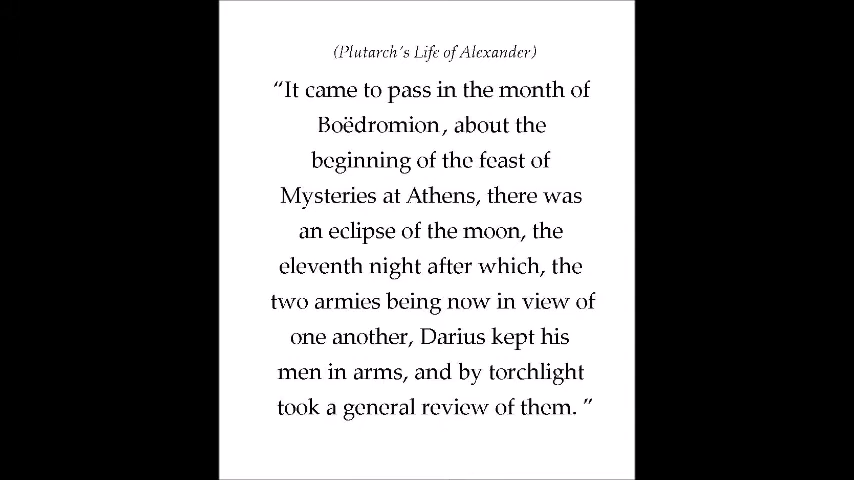 (Plutarch's Life of Alexander)
“It came to pass in the month of
Boëdromion, about the
beginning of the feast of
Mysteries at Athens, there was
an eclipse of the moon, the
eleventh night after which, the
two armies being now in view of
one another, Darius kept his
men in arms, and by torchlight
took a general review of them. ”